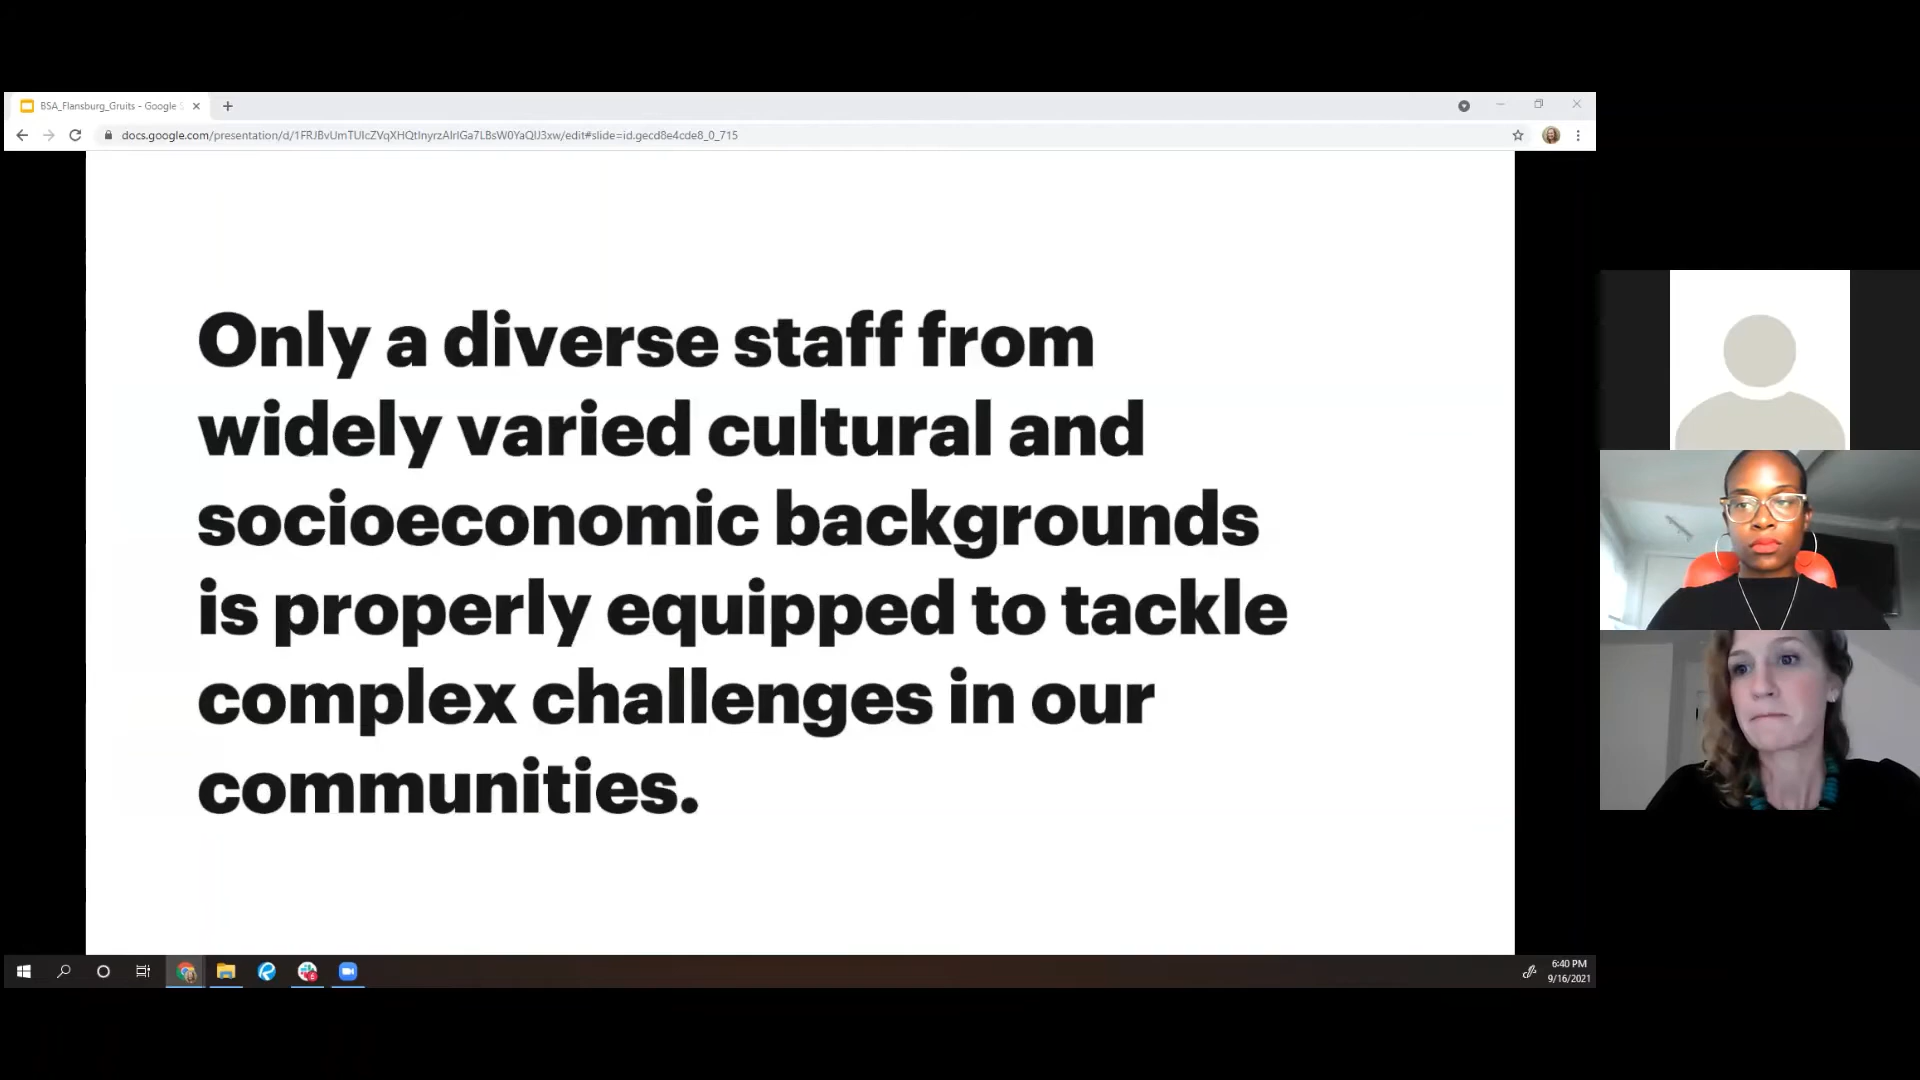 BSA_Flansburg_Gruits - Google
docs.google.com/presentation/d/1FRJBvUmTUIcZVqXHQtInyrzAIrIGa7LBsW0YaQIJ3xw/edit#slide=id.gecd8e4cde8_0_715
Only a diverse staff from
widely varied cultural and
socioeconomic backgrounds
is properly equipped to tackle
complex challenges in our
communities.
6:40 PM
9/16/2021